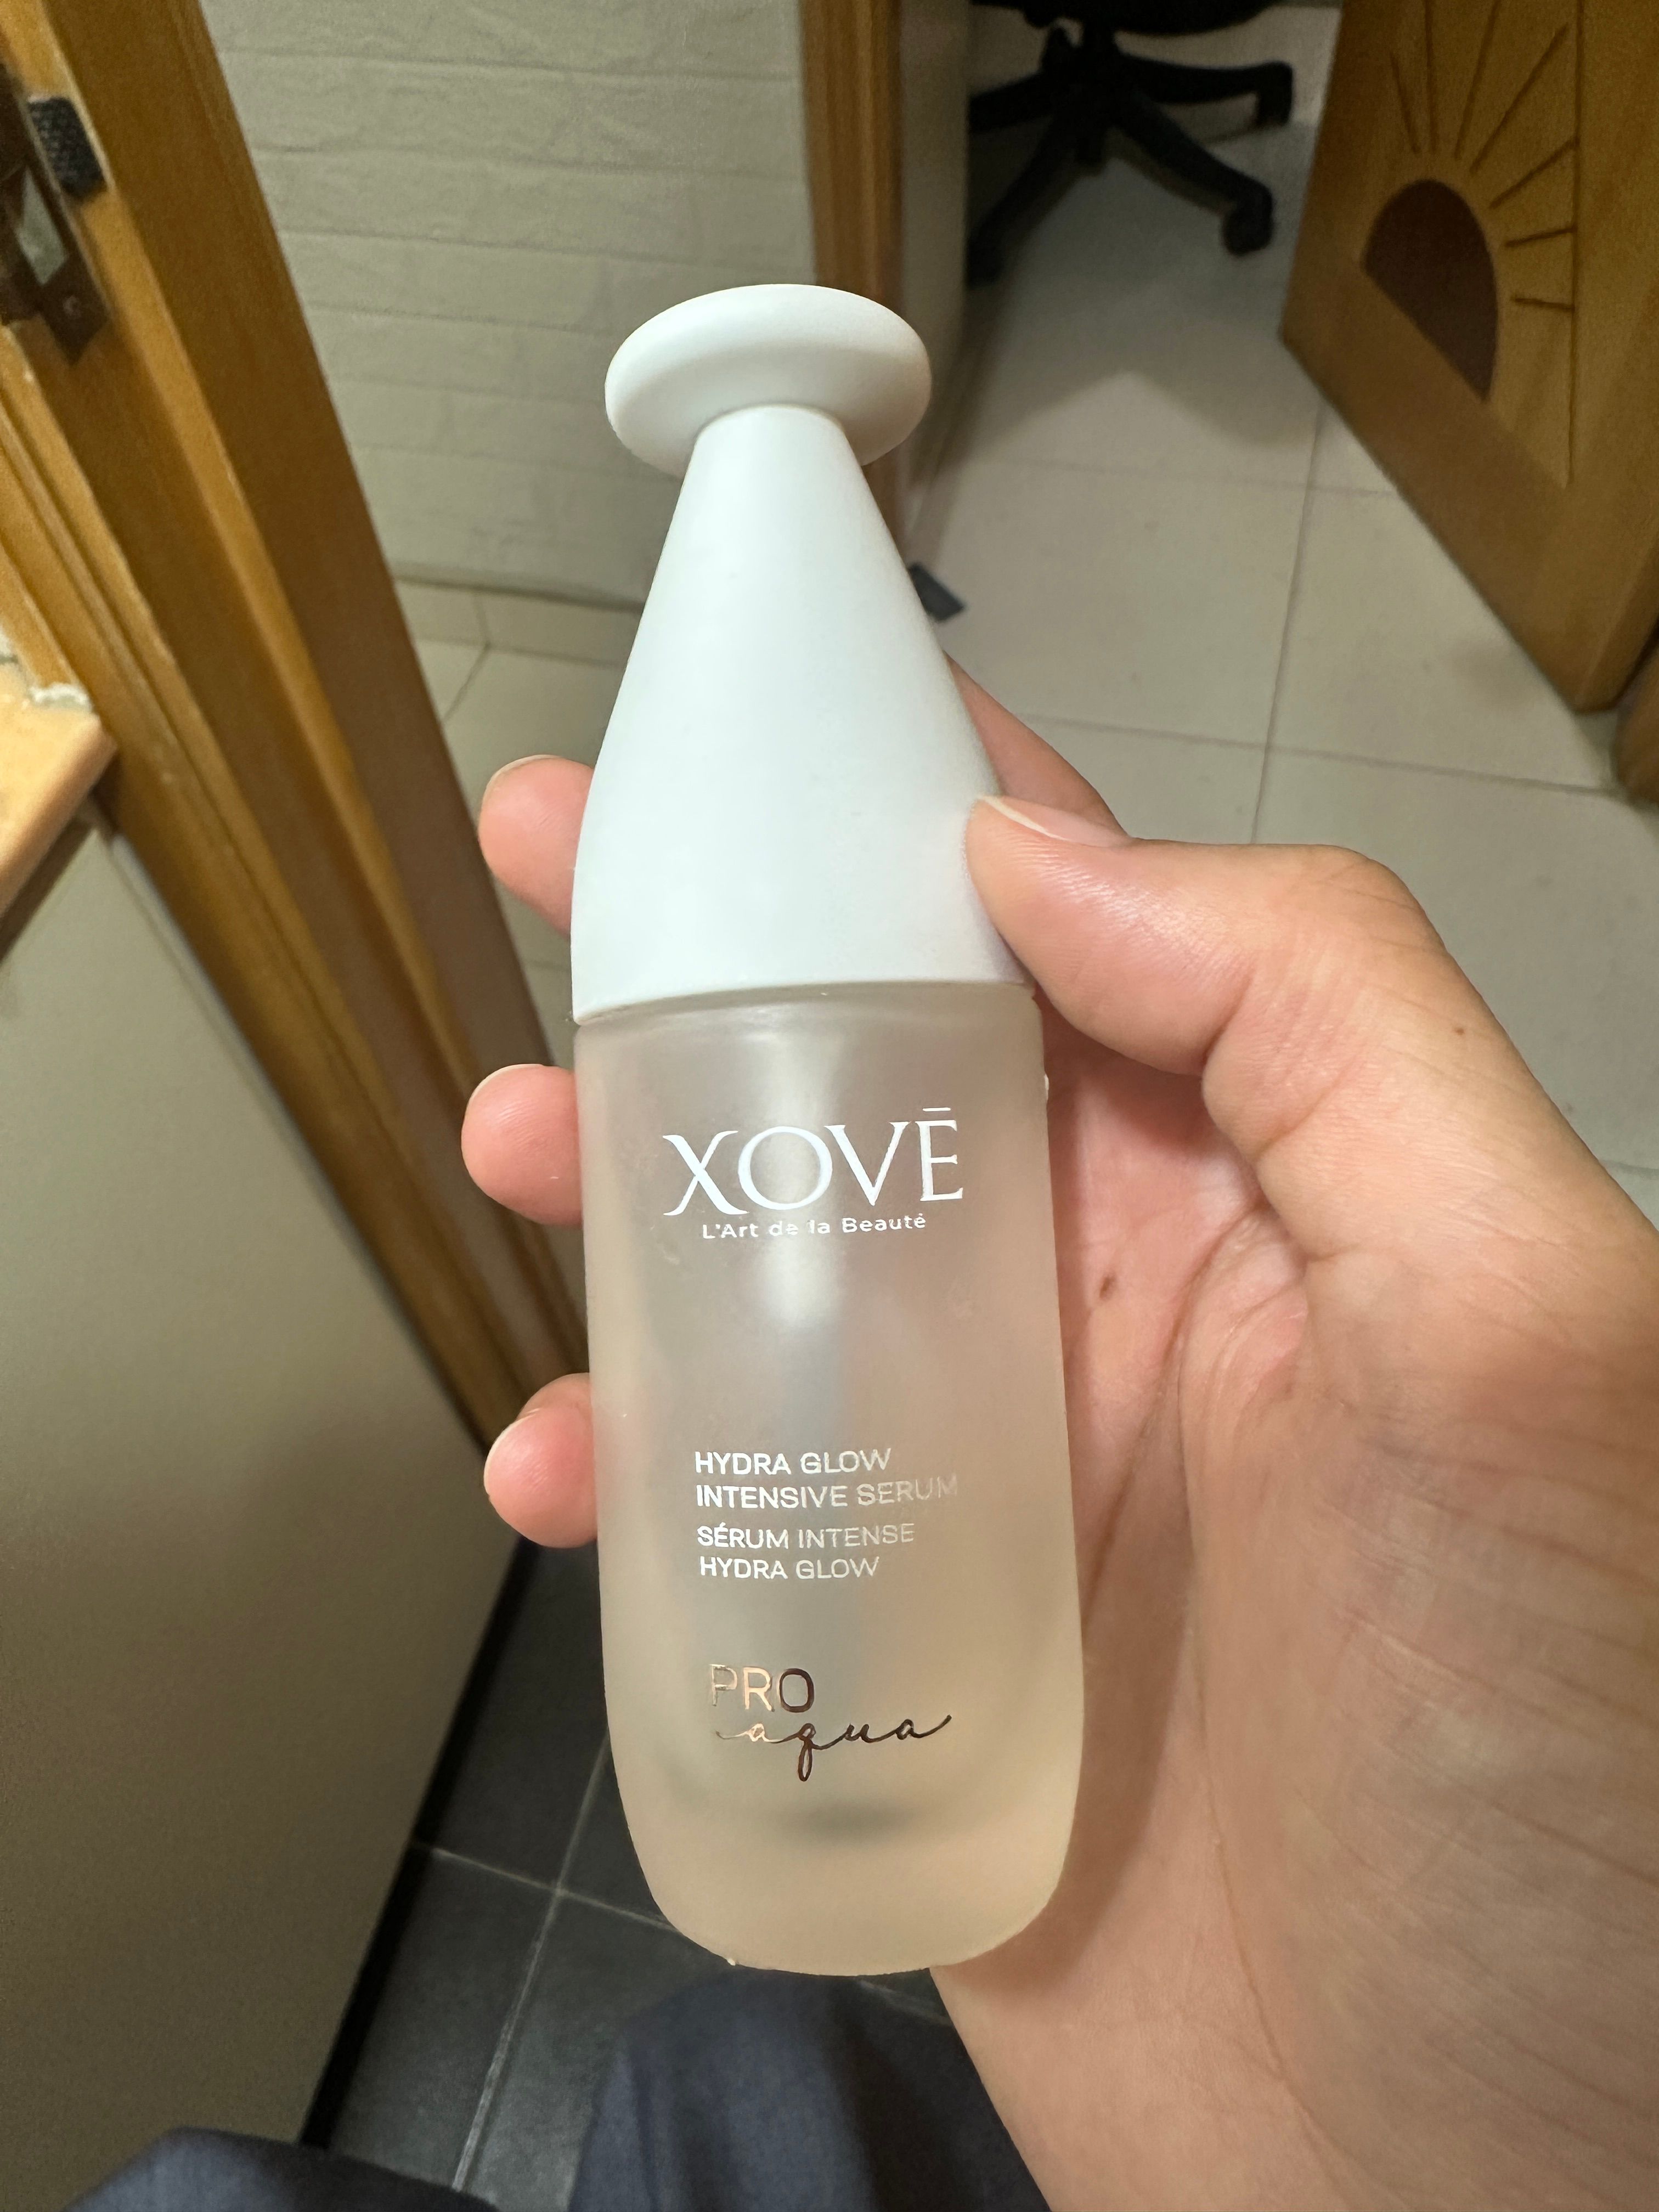 XOVĒ
L'Art de la Beauté
HYDRA GLOW
INTENSIVE SERUM
SÉRUM INTENSE
HYDRA GLOW
PRO
aqua